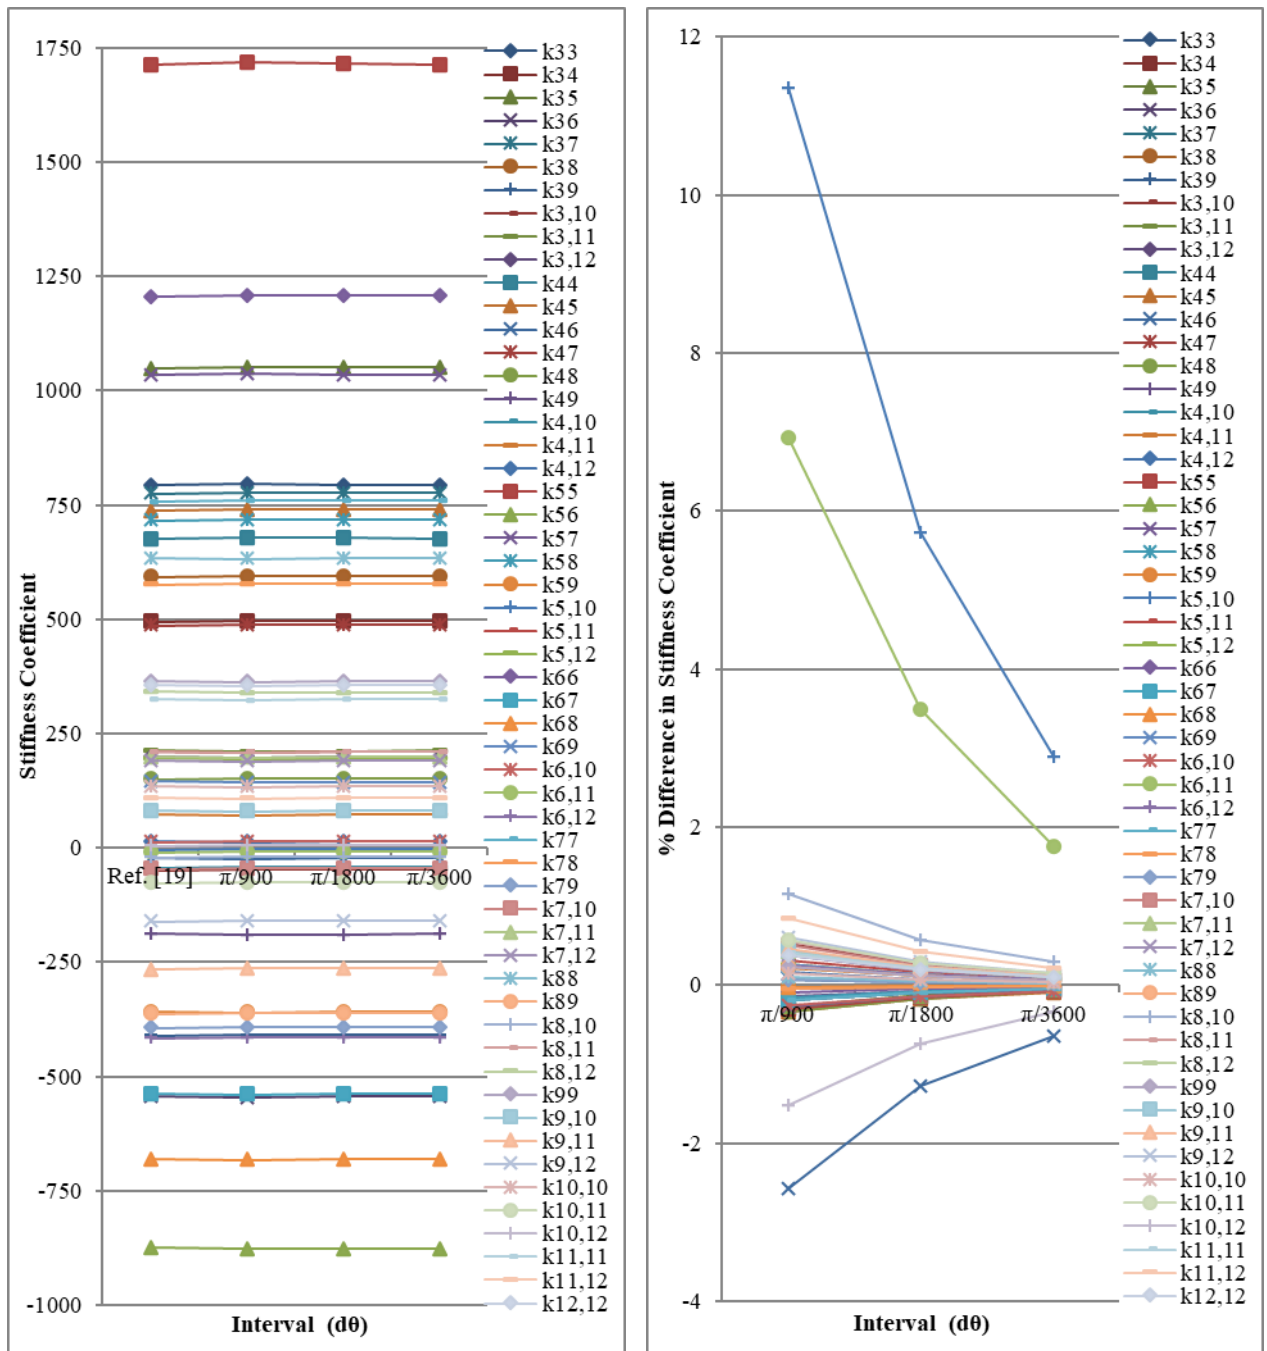 1750
1500
1250
1000
750
500
250
0
-250
-500
-750
-1000
Stiffness Coefficient
Ref. [19] π/900 π/1800 π/3600
Interval (dθ)
k33
k34
k35
k36
k37
k38
k39
k3,10
k3,11
k3,12
k44
k45
k46
k47
k48
k49
k4,10
k4,11
k4,12
k55
k56
k57
k58
k59
k5,10
k5,11
k5,12
k66
k67
k68
k69
k6,10
k6,11
k6,12
k77
k78
k79
k7,10
k7,11
k7,12
k88
k89
k8,10
k8,11
k8,12
k99
k9,10
k9,11
k9,12
k10,10
k10,11
k10,12
k11,11
k11,12
k12,12
12
10
8
6
4
2
0
-2
-4
% Difference in Stiffness Coefficient
π/900 π/1800 π/3600
Interval (dθ)
k33
k34
k35
k36
k37
k38
k39
k3,10
k3,11
k3,12
k44
k45
k46
k47
k48
k49
k4,10
k4,11
k4,12
k55
k56
k57
k58
k59
k5,10
k5,11
k5,12
k66
k67
k68
k69
k6,10
k6,11
k6,12
k77
k78
k79
k7,10
k7,11
k7,12
k88
k89
k8,10
k8,11
k8,12
k99
k9,10
k9,11
k9,12
k10,10
k10,11
k10,12
k11,11
k11,12
k12,12